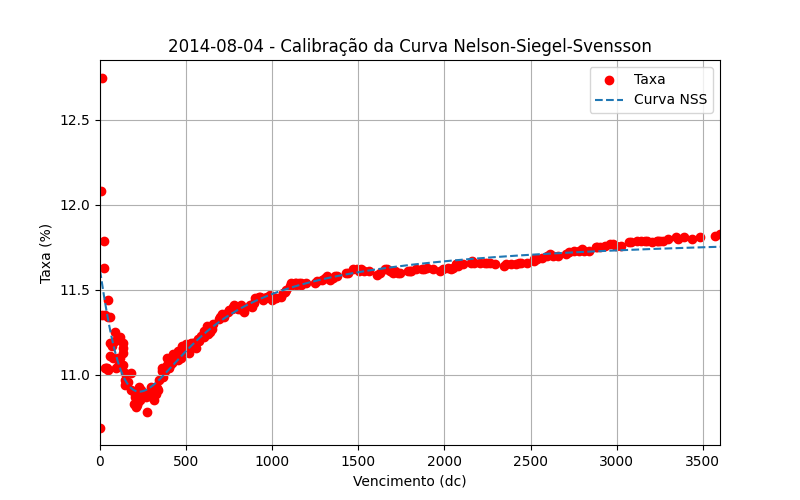 2014-08-04 - Calibração da Curva Nelson-Siegel-Svensson
Taxa
Curva NSS
Taxa (%)
12.5
12.0
11.5
11.0
0 500 1000 1500 2000 2500 3000 3500
Vencimento (dc)